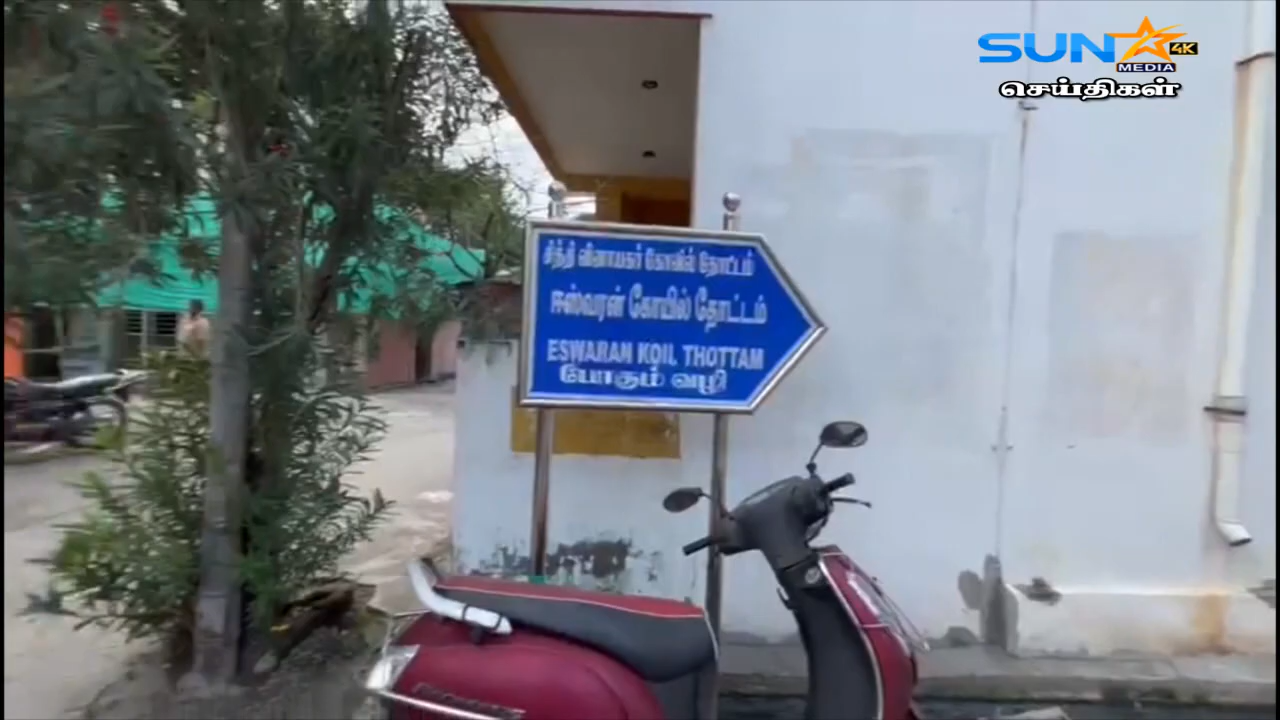 SUN 4K
MEDIA
செய்திகள்
சித்தி விநாயகர் கோவில் தோட்டம்
ஈஸ்வரன் கோயில் தோட்டம்
ESWARAN KOIL THOTTAM
போகும் வழி